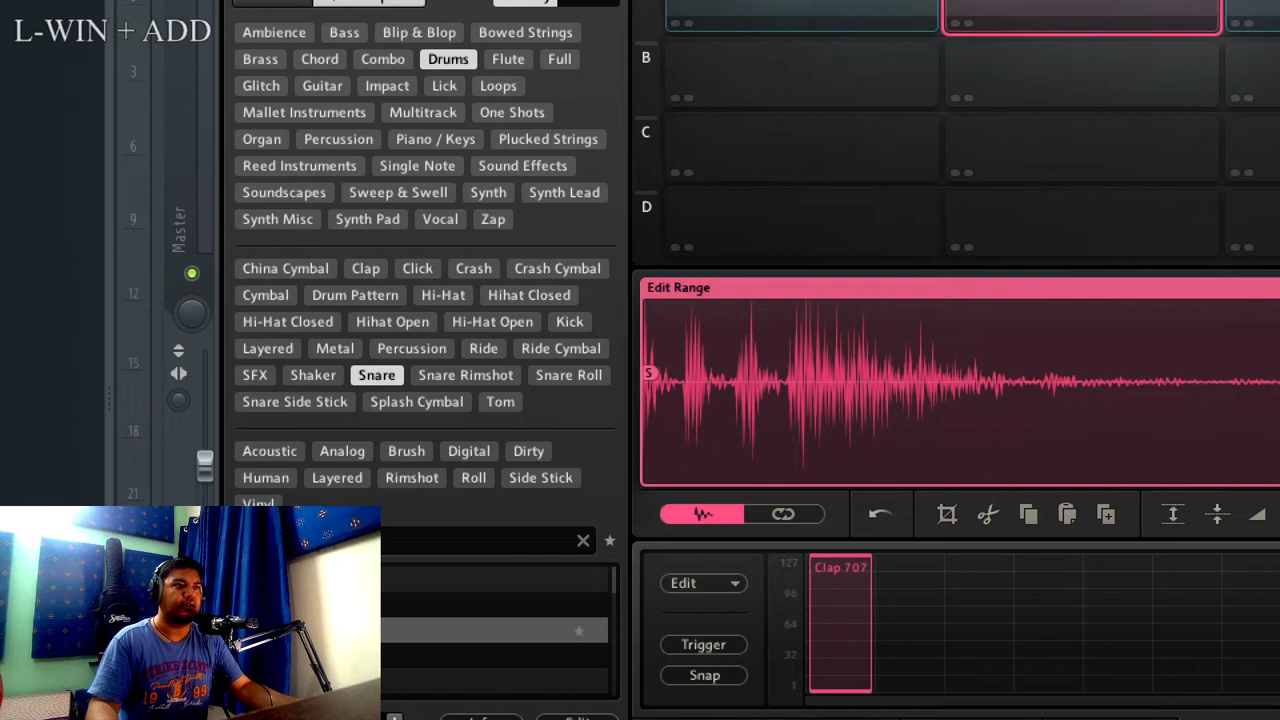 L-WIN + ADD
3
6
9
12
15
18
21
Master
Ambience Bass Blip & Blop Bowed Strings
Brass Chord Combo Drums Flute Full
Glitch Guitar Impact Lick Loops
Mallet Instruments Multitrack One Shots
Organ Percussion Piano / Keys Plucked Strings
Reed Instruments Single Note Sound Effects
Soundscapes Sweep & Swell Synth Synth Lead
Synth Misc Synth Pad Vocal Zap
China Cymbal Clap Click Crash Crash Cymbal
Cymbal Drum Pattern Hi-Hat Hihat Closed
Hi-Hat Closed Hihat Open Hi-Hat Open Kick
Layered Metal Percussion Ride Ride Cymbal
SFX Shaker Snare Snare Rimshot Snare Roll
Snare Side Stick Splash Cymbal Tom
Acoustic Analog Brush Digital Dirty
Human Layered Rimshot Roll Side Stick
Vinyl
B
C
D
Edit Range
S
Edit
Trigger
Snap
127
96
64
32
1
Clap 707
STRIKE ZONE
19 B 99